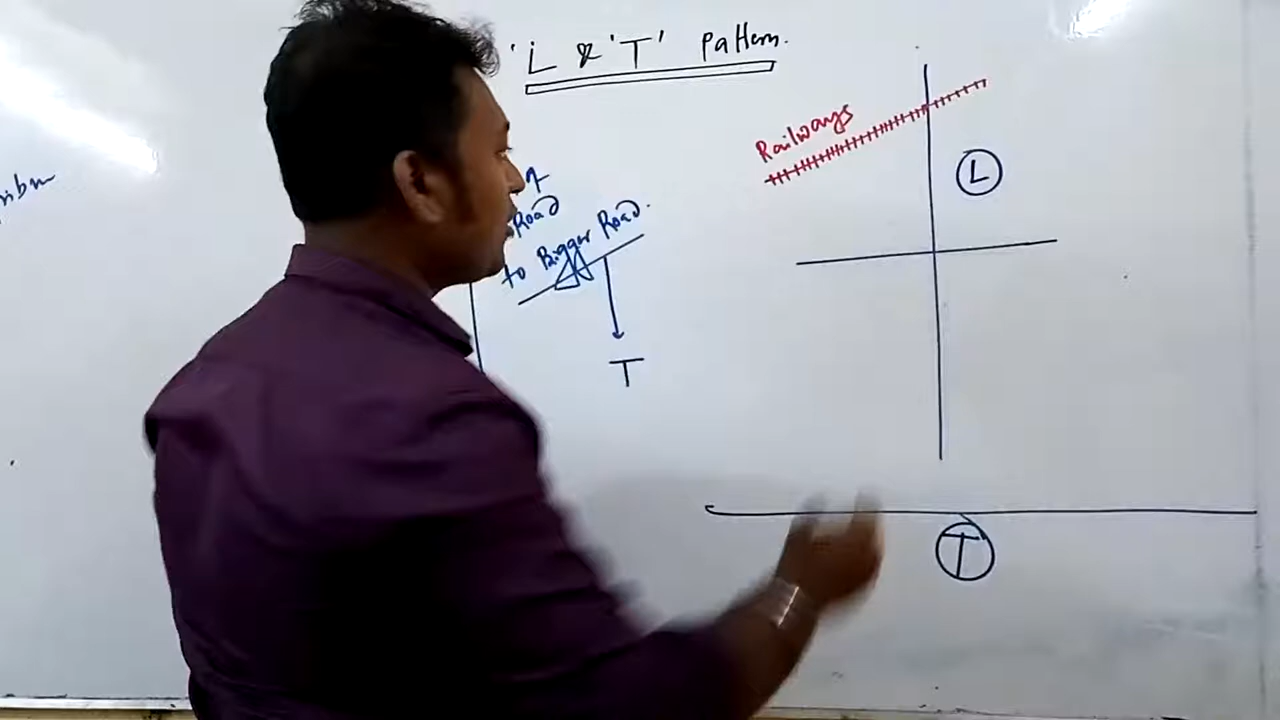 'L & 'T' Pattern.
Road
to Bigger Road.
T
Railways
L
T